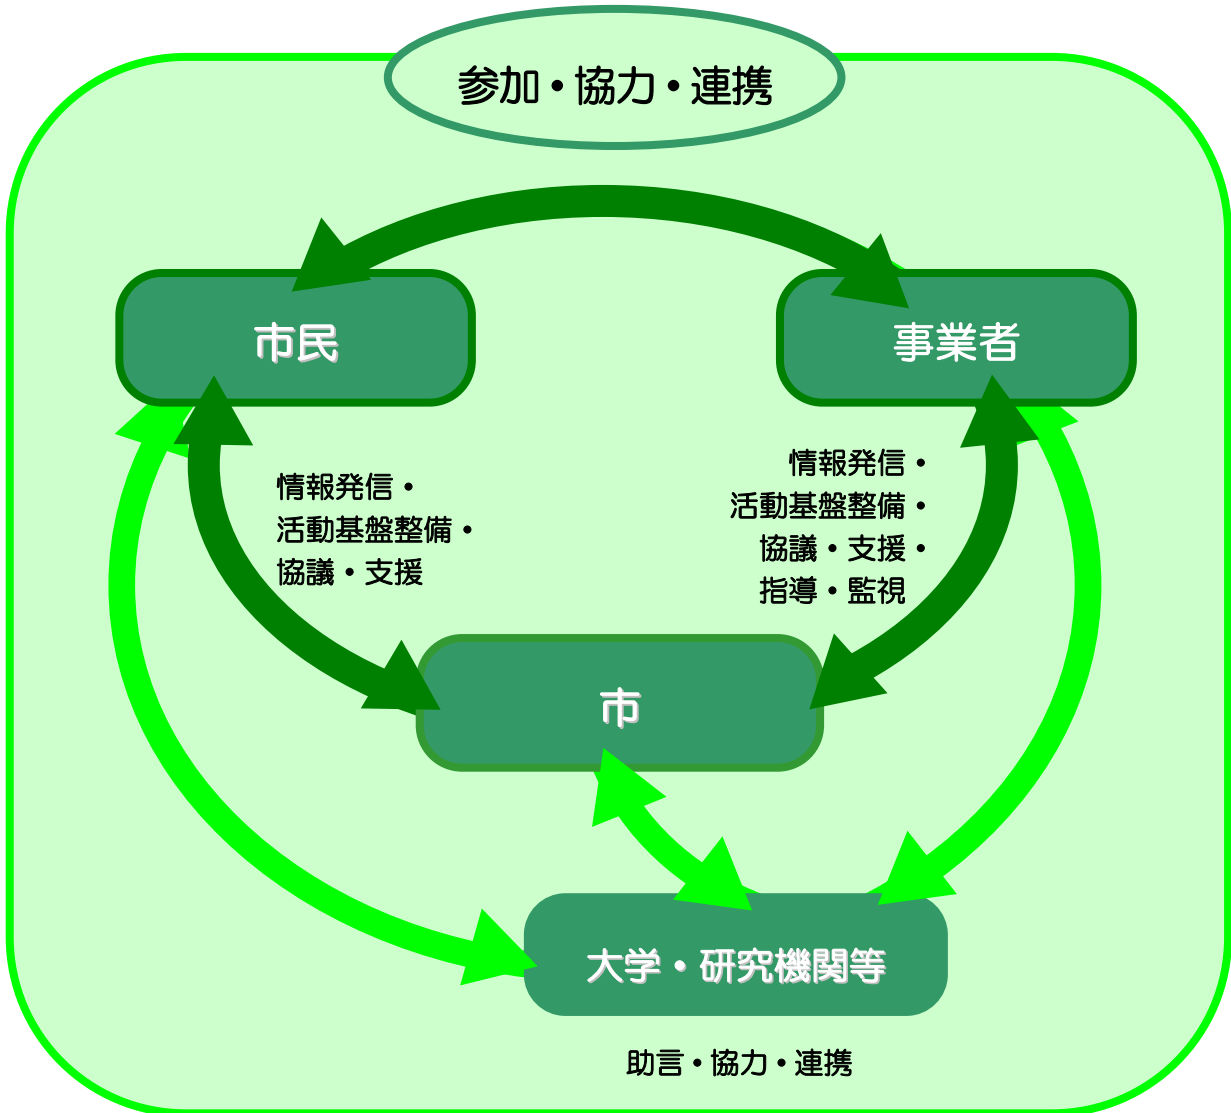 参加・協力・連携
市民
事業者
情報発信・
活動基盤整備・
協議・支援
情報発信・
活動基盤整備・
協議・支援・
指導・監視
市
大学・研究機関等
助言・協力・連携